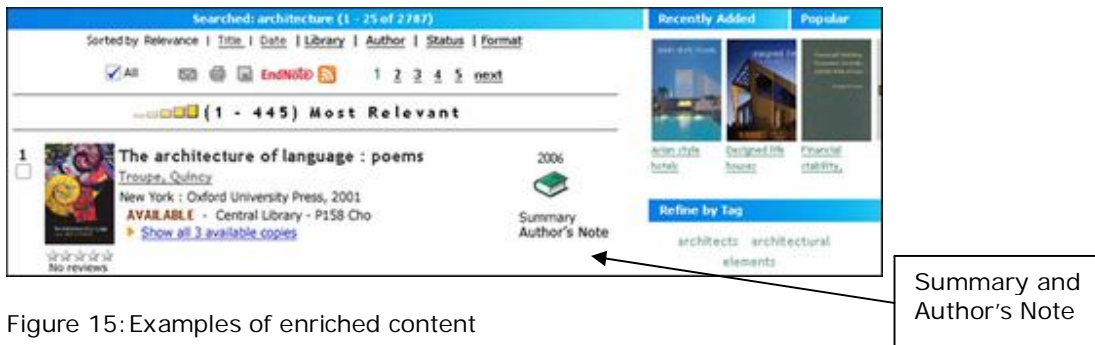 Searched: architecture (1 - 25 of 2787)
Sorted by Relevance | Title | Date | Library | Author | Status | Format
All EndNote 1 2 3 4 5 next
(1 - 445) Most Relevant
1
The architecture of language : poems
Troupe, Quincy
New York : Oxford University Press, 2001
AVAILABLE - Central Library - P158 Cho
Show all 3 available copies
No reviews
2006
Summary
Author's Note
Recently Added Popular
Asian style hotels
Designed life houses
Financial stability,
Refine by Tag
architects architectural
elements
Summary and
Author's Note
Figure 15: Examples of enriched content